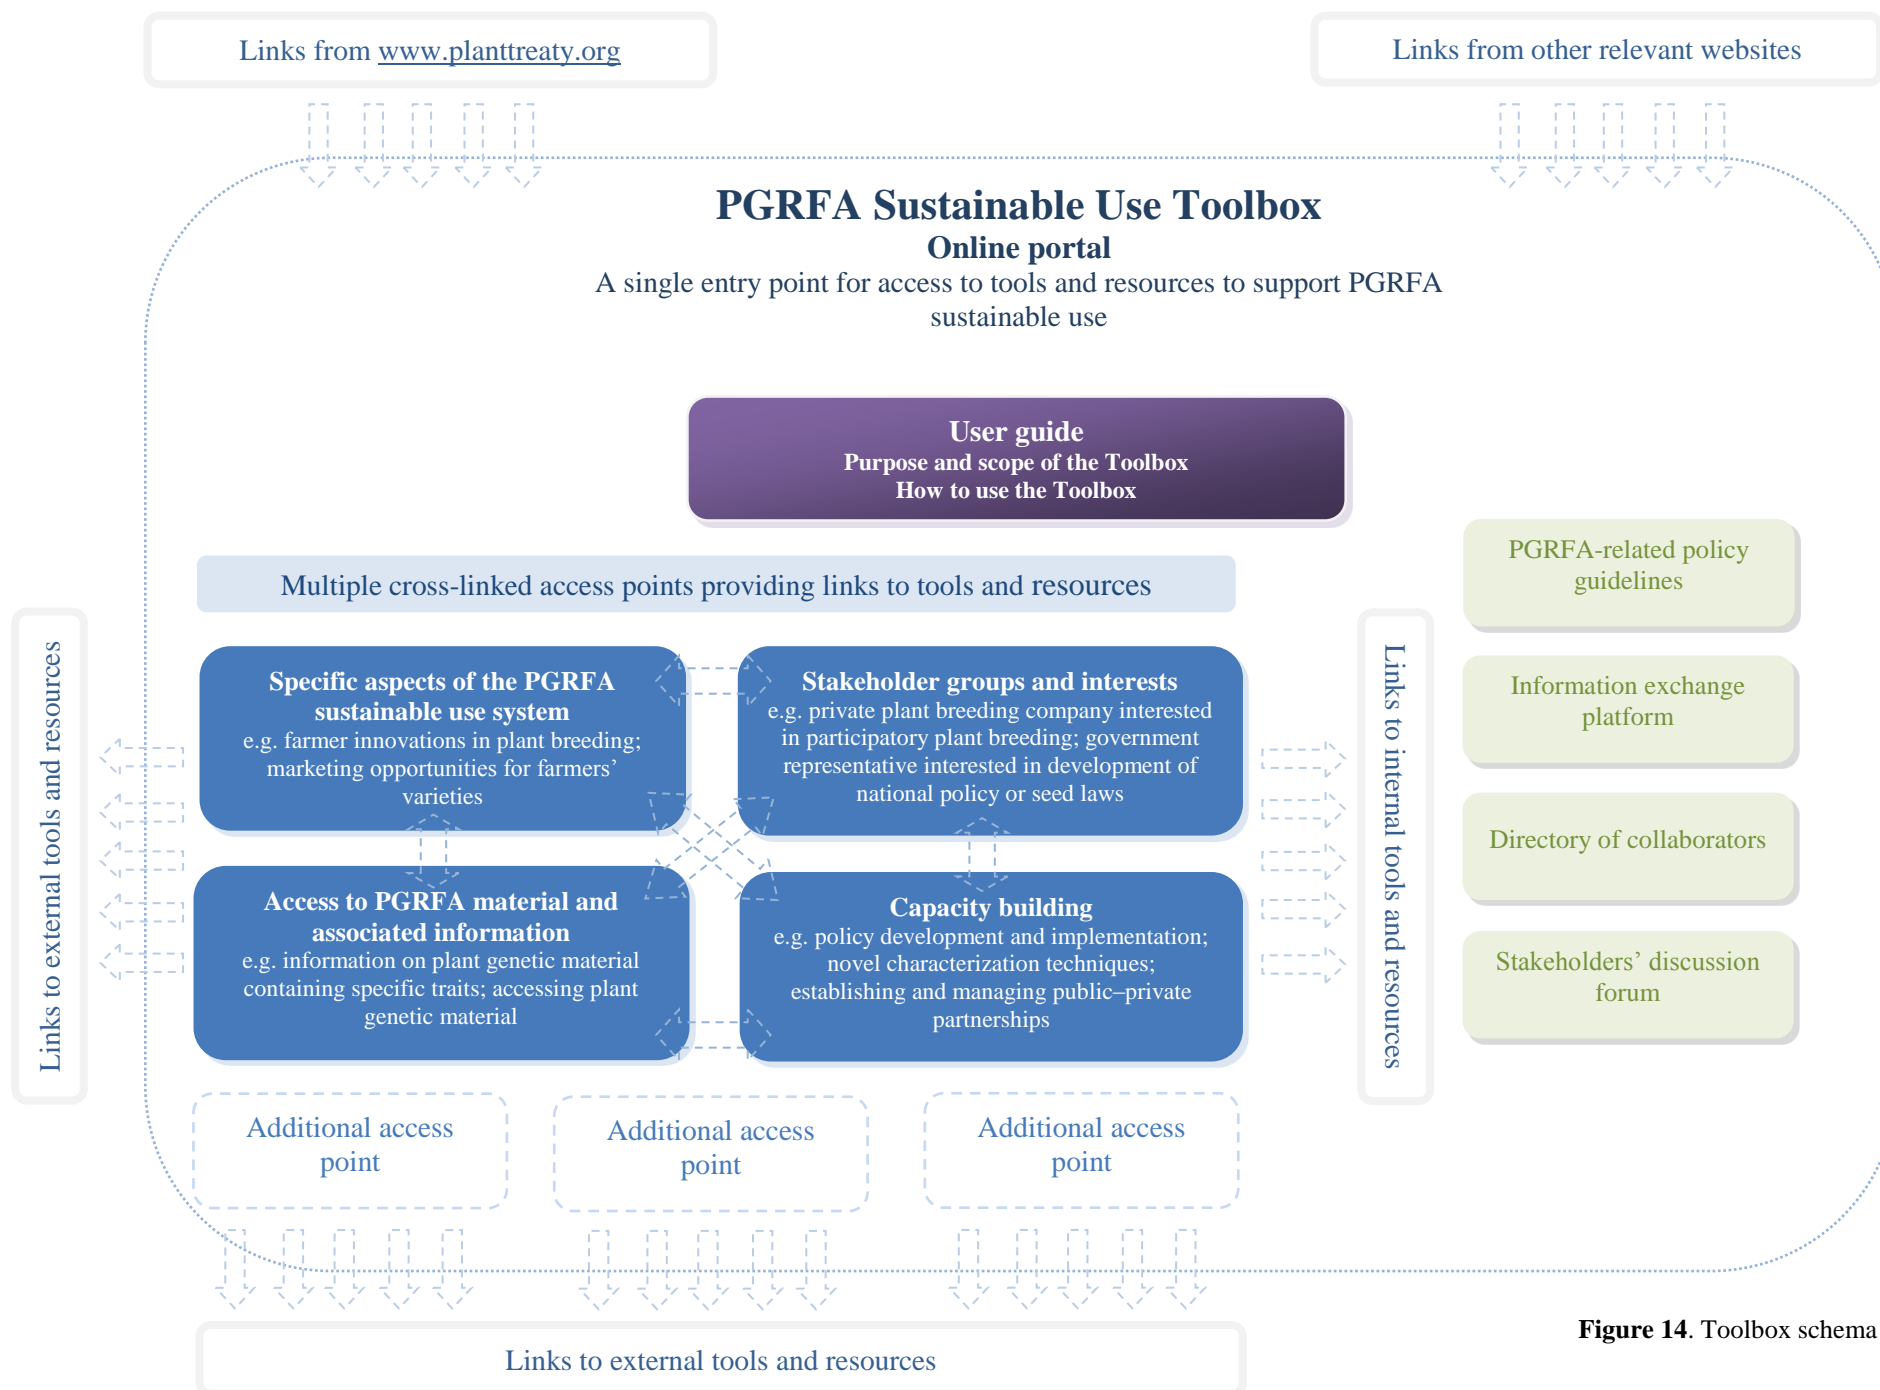 Links from www.planttreaty.org
Links from other relevant websites
PGRFA Sustainable Use Toolbox
Online portal
A single entry point for access to tools and resources to support PGRFA
sustainable use
User guide
Purpose and scope of the Toolbox
How to use the Toolbox
Multiple cross-linked access points providing links to tools and resources
Links to external tools and resources
Specific aspects of the PGRFA
sustainable use system
e.g. farmer innovations in plant breeding;
marketing opportunities for farmers’
varieties
Stakeholder groups and interests
e.g. private plant breeding company interested
in participatory plant breeding; government
representative interested in development of
national policy or seed laws
Access to PGRFA material and
associated information
e.g. information on plant genetic material
containing specific traits; accessing plant
genetic material
Capacity building
e.g. policy development and implementation;
novel characterization techniques;
establishing and managing public–private
partnerships
Links to internal tools and resources
PGRFA-related policy
guidelines
Information exchange
platform
Directory of collaborators
Stakeholders’ discussion
forum
Additional access
point
Additional access
point
Additional access
point
Links to external tools and resources
Figure 14. Toolbox schema